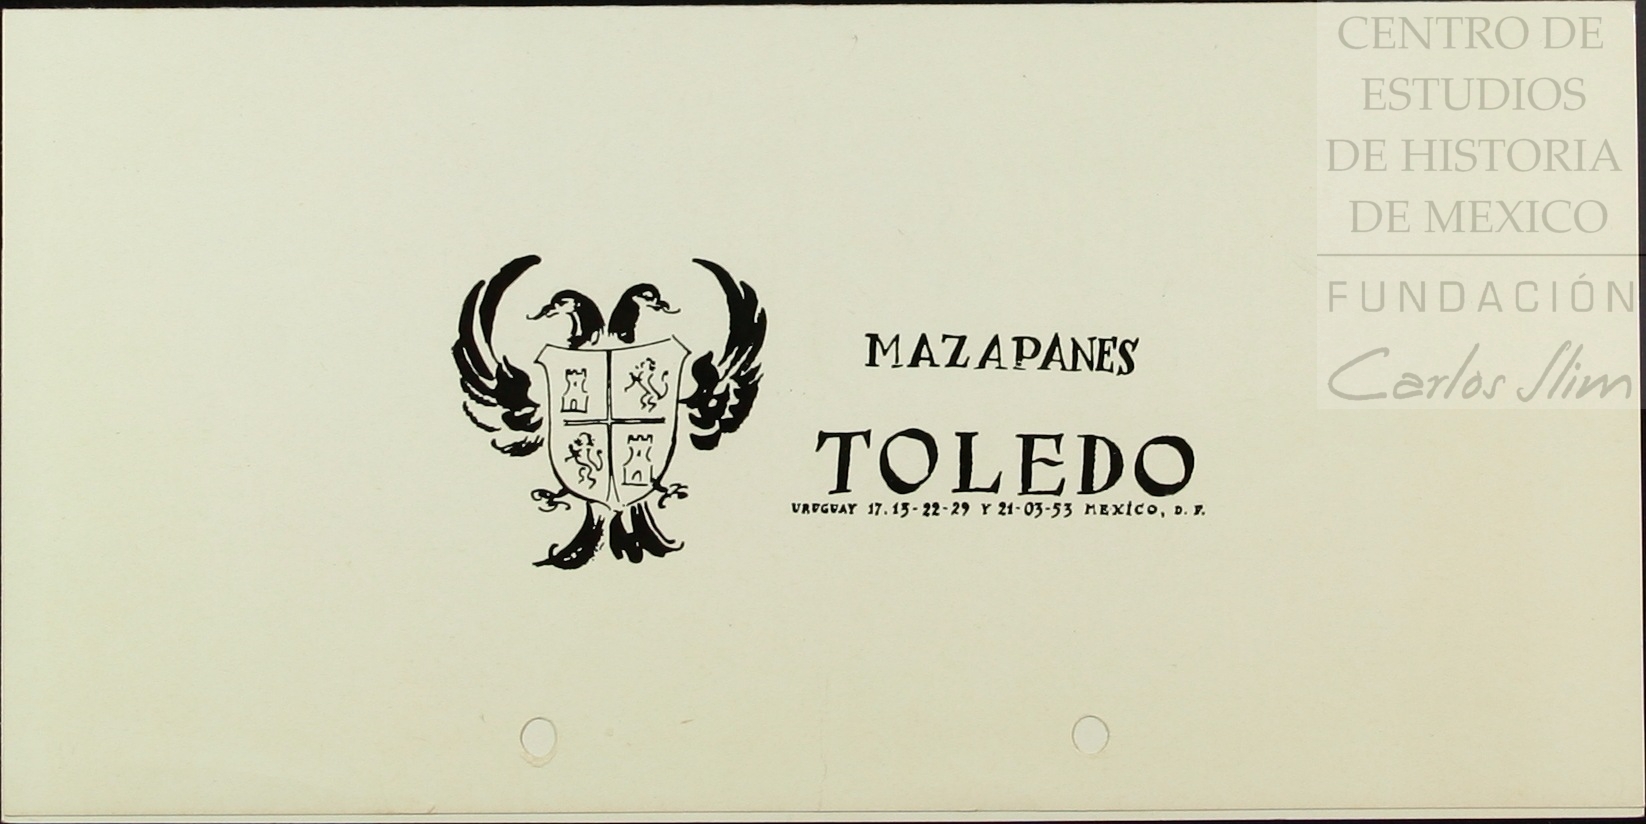 CENTRO DE
ESTUDIOS
DE HISTORIA
DE MEXICO
FUNDACIÓN
Carlos Slim
MAZAPANES
TOLEDO
URUGUAY 17. 13-22-29 Y 21-03-53 MEXÍCO, D. F.